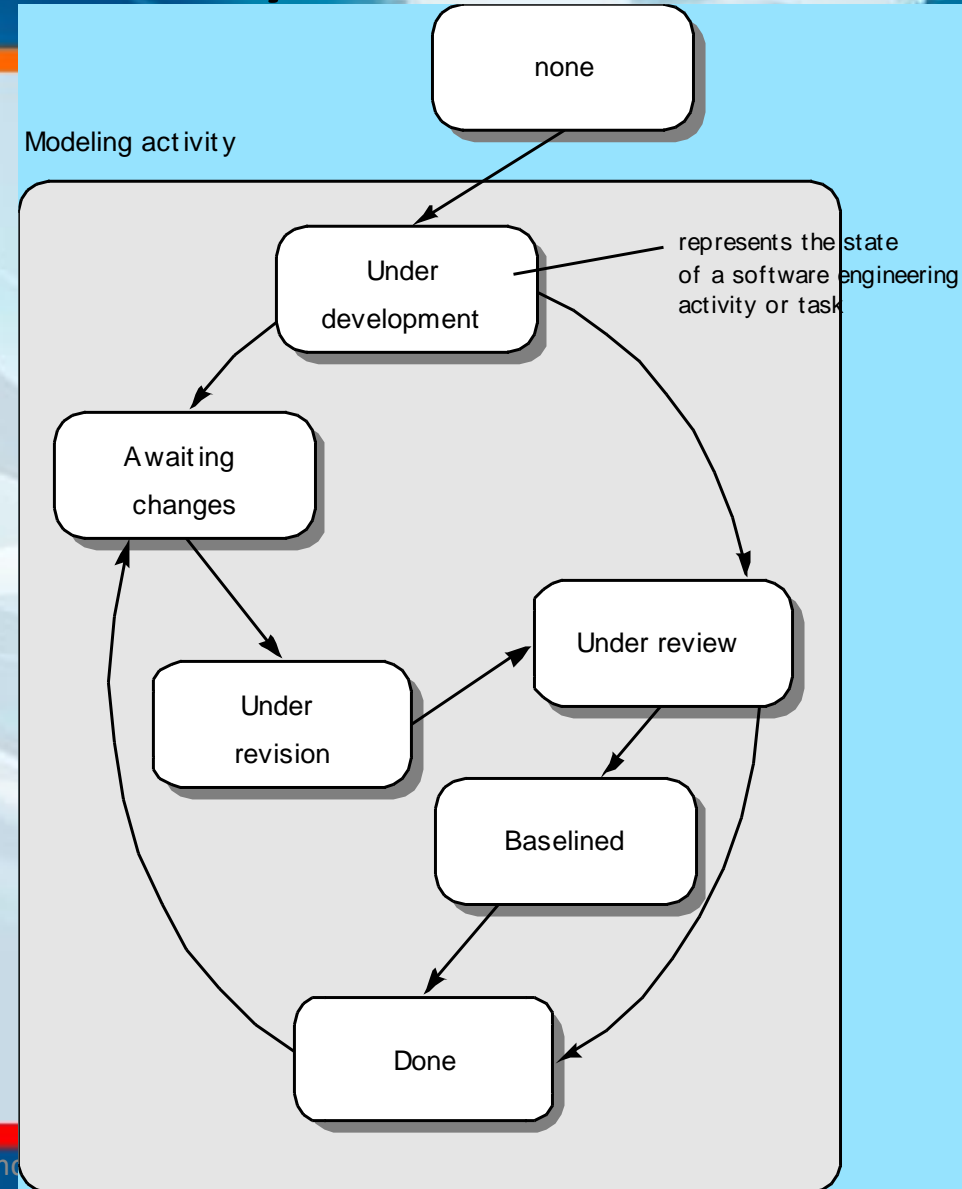 none
Modeling activity
represents the state
of a software engineering
activity or task
Under
development
Awaiting
changes
Under review
Under
revision
Baselined
Done